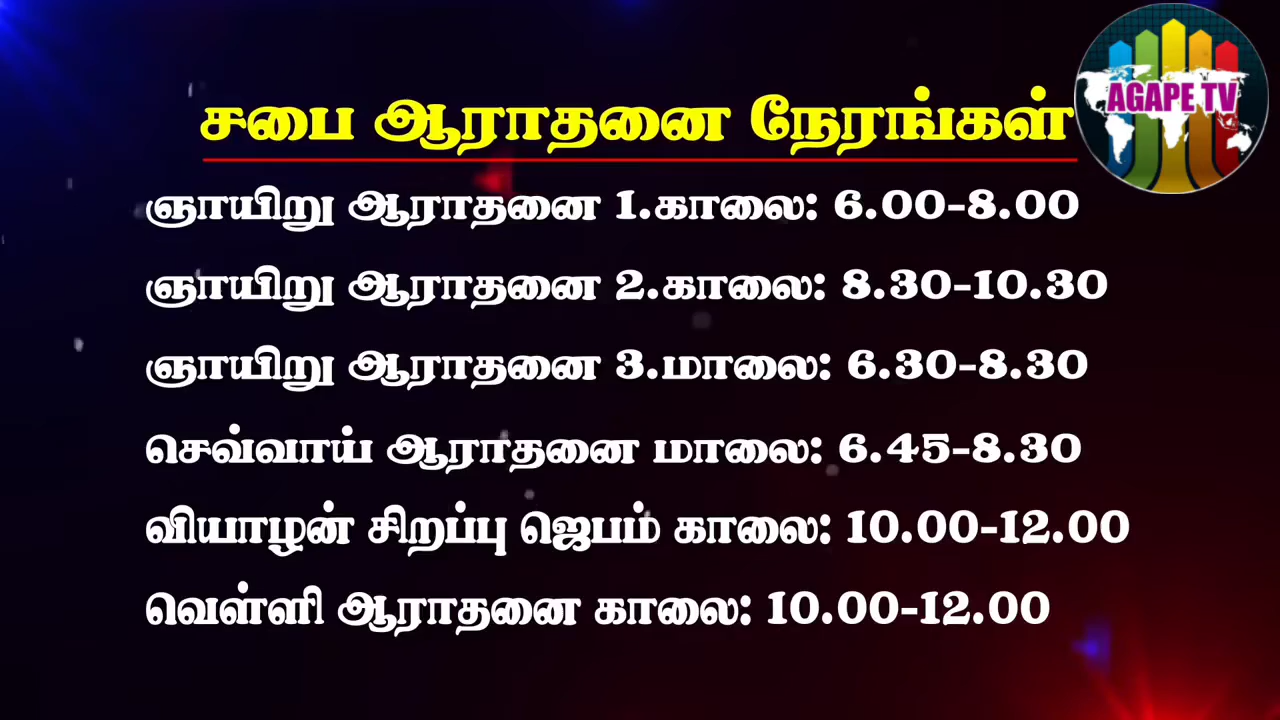 சபை ஆராதனை நேரங்கள்
AGAPE TV
ஞாயிறு ஆராதனை 1.காலை: 6.00-8.00
ஞாயிறு ஆராதனை 2.காலை: 8.30-10.30
ஞாயிறு ஆராதனை 3.மாலை: 6.30-8.30
செவ்வாய் ஆராதனை மாலை: 6.45-8.30
வியாழன் சிறப்பு ஜெபம் காலை: 10.00-12.00
வெள்ளி ஆராதனை காலை: 10.00-12.00